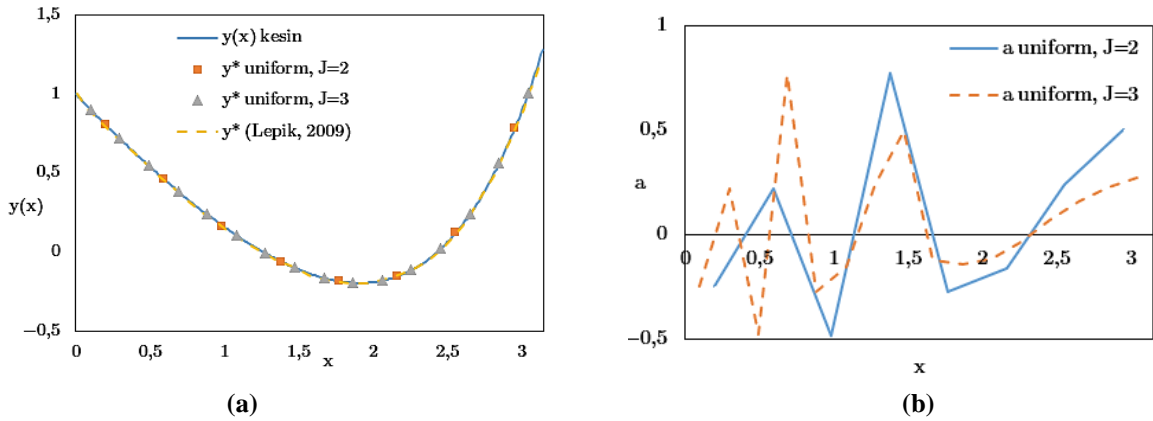 1,5
y(x) kesin
y* uniform, J=2
1
y* uniform, J=3
y* (Lepik, 2009)
0,5
y(x)
0
−0,5
0 0,5 1 1,5 2 2,5 3
x
(a)
1
a uniform, J=2
a uniform, J=3
0,5
a
0
0 0,5 1 1,5 2 2,5 3
−0,5
x
(b)